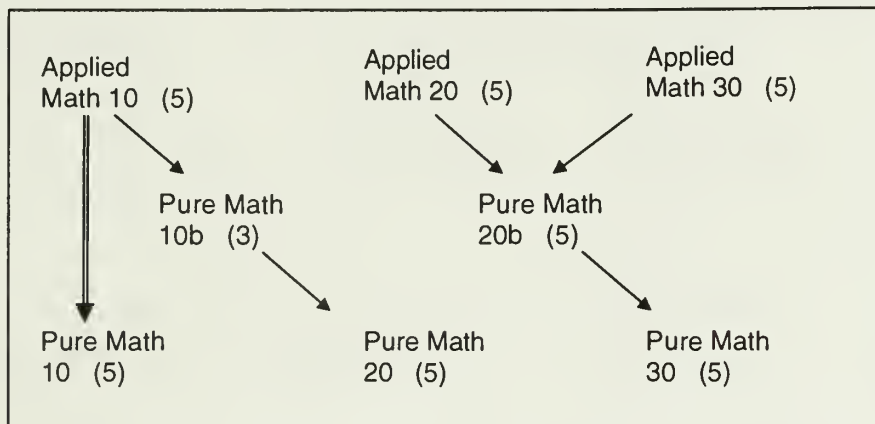 Applied
Math 10 (5)
Applied
Math 20 (5)
Applied
Math 30 (5)
Pure Math
10b (3)
Pure Math
20b (5)
Pure Math
10 (5)
Pure Math
20 (5)
Pure Math
30 (5)